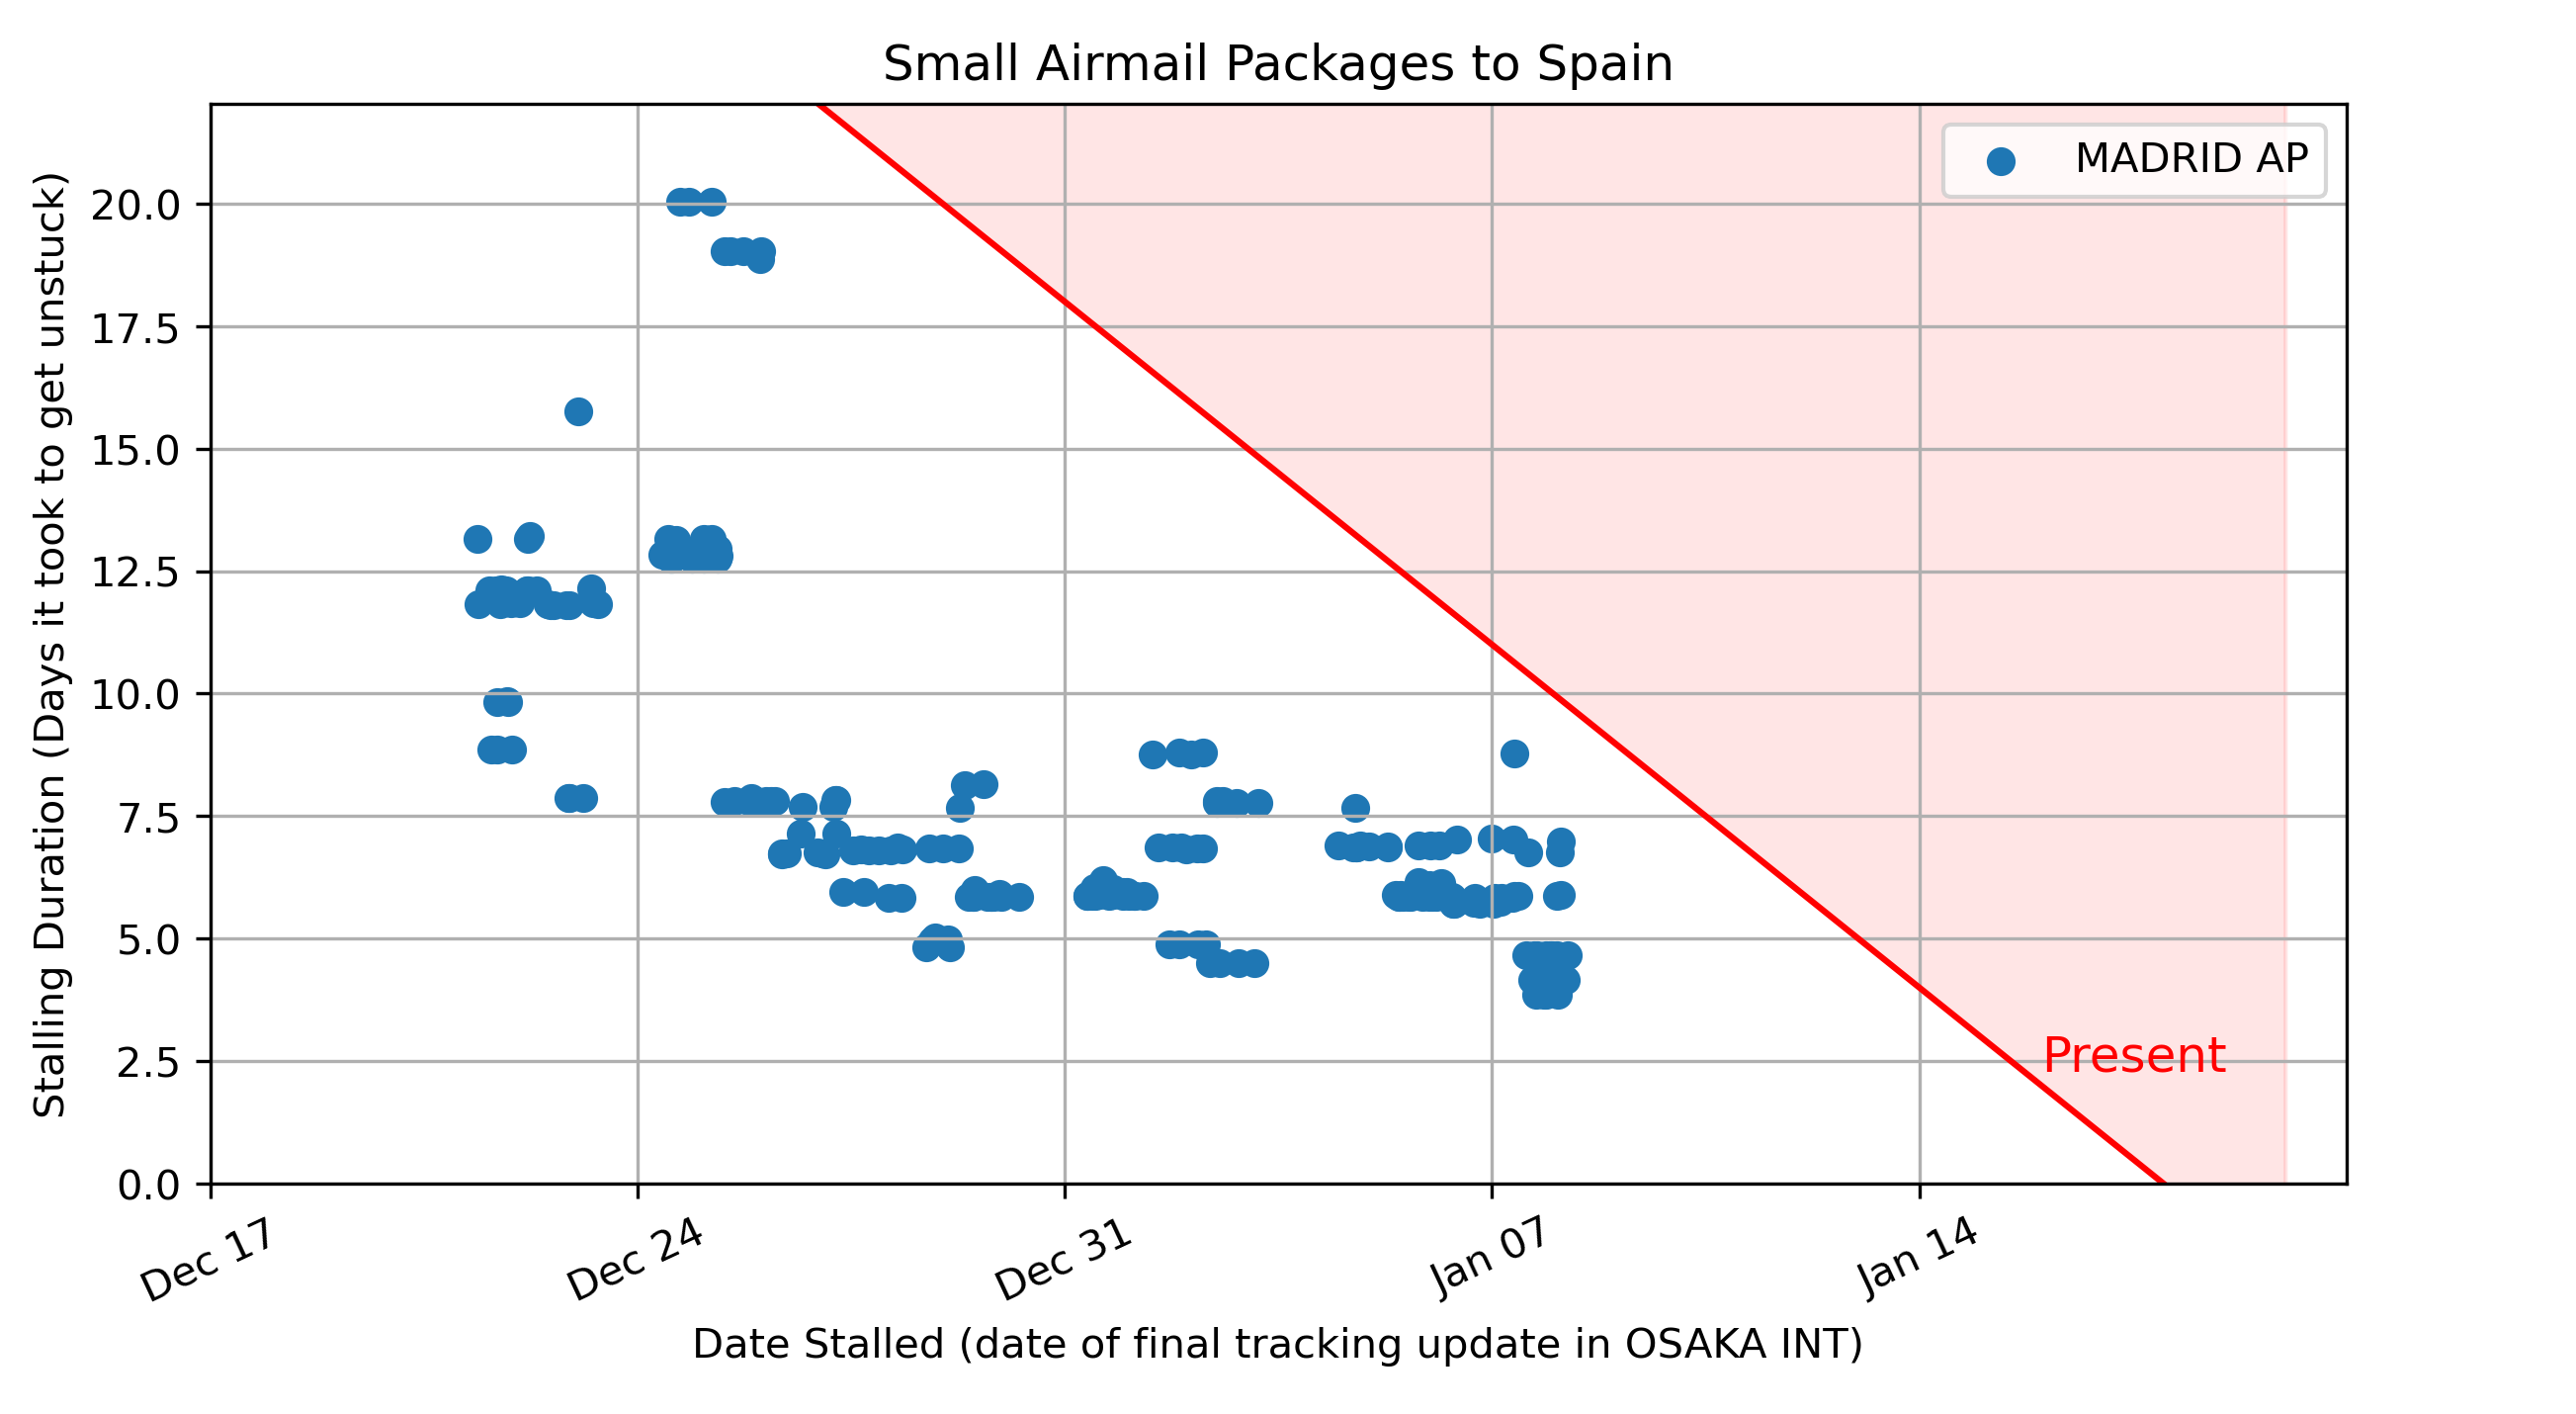 Small Airmail Packages to Spain
MADRID AP
Stalling Duration (Days it took to get unstuck)
20.0
17.5
15.0
12.5
10.0
7.5
5.0
2.5
0.0
Present
Dec 17
Dec 24
Dec 31
Jan 07
Jan 14
Date Stalled (date of final tracking update in OSAKA INT)